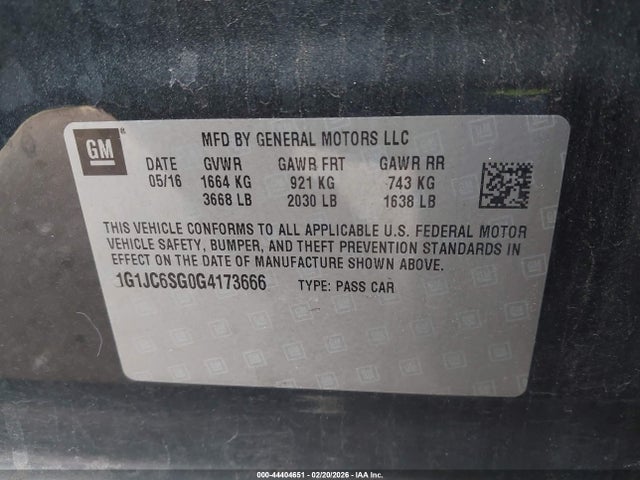 GM
MFD BY GENERAL MOTORS LLC
DATE GVWR GAWR FRT GAWR RR
05/16 1664 KG 921 KG 743 KG
3668 LB 2030 LB 1638 LB
THIS VEHICLE CONFORMS TO ALL APPLICABLE U.S. FEDERAL MOTOR
VEHICLE SAFETY, BUMPER, AND THEFT PREVENTION STANDARDS IN
EFFECT ON THE DATE OF MANUFACTURE SHOWN ABOVE.
1G1JC6SG0G4173666 TYPE: PASS CAR
000-44404651 - 02/20/2026 - IAA Inc.